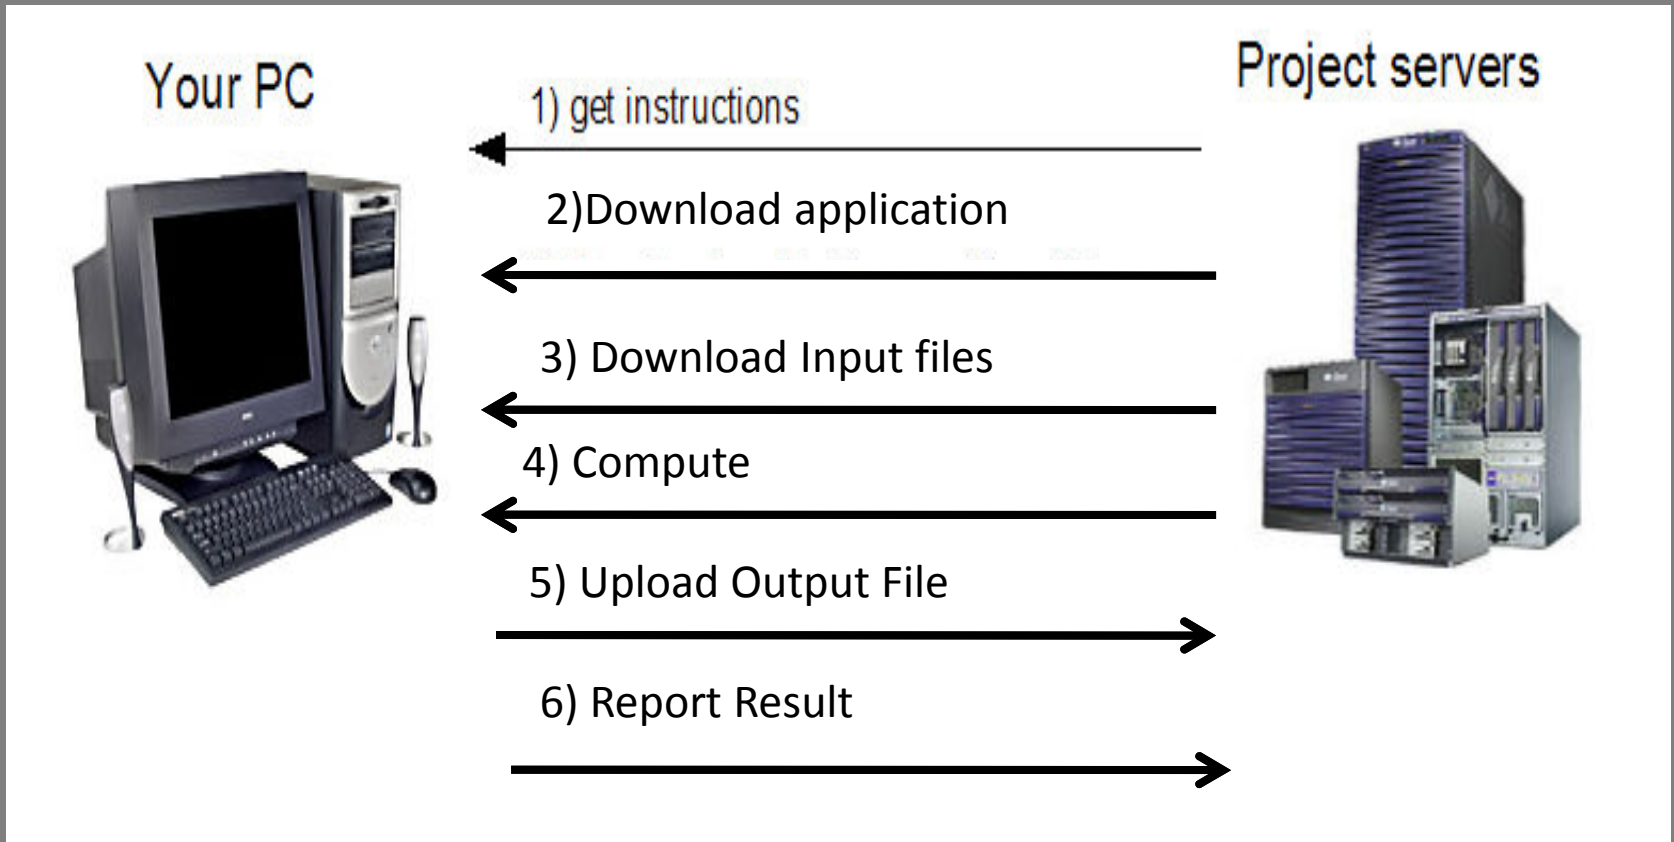 Your PC
Project servers
1) get instructions
2)Download application
3) Download Input files
4) Compute
5) Upload Output File
6) Report Result